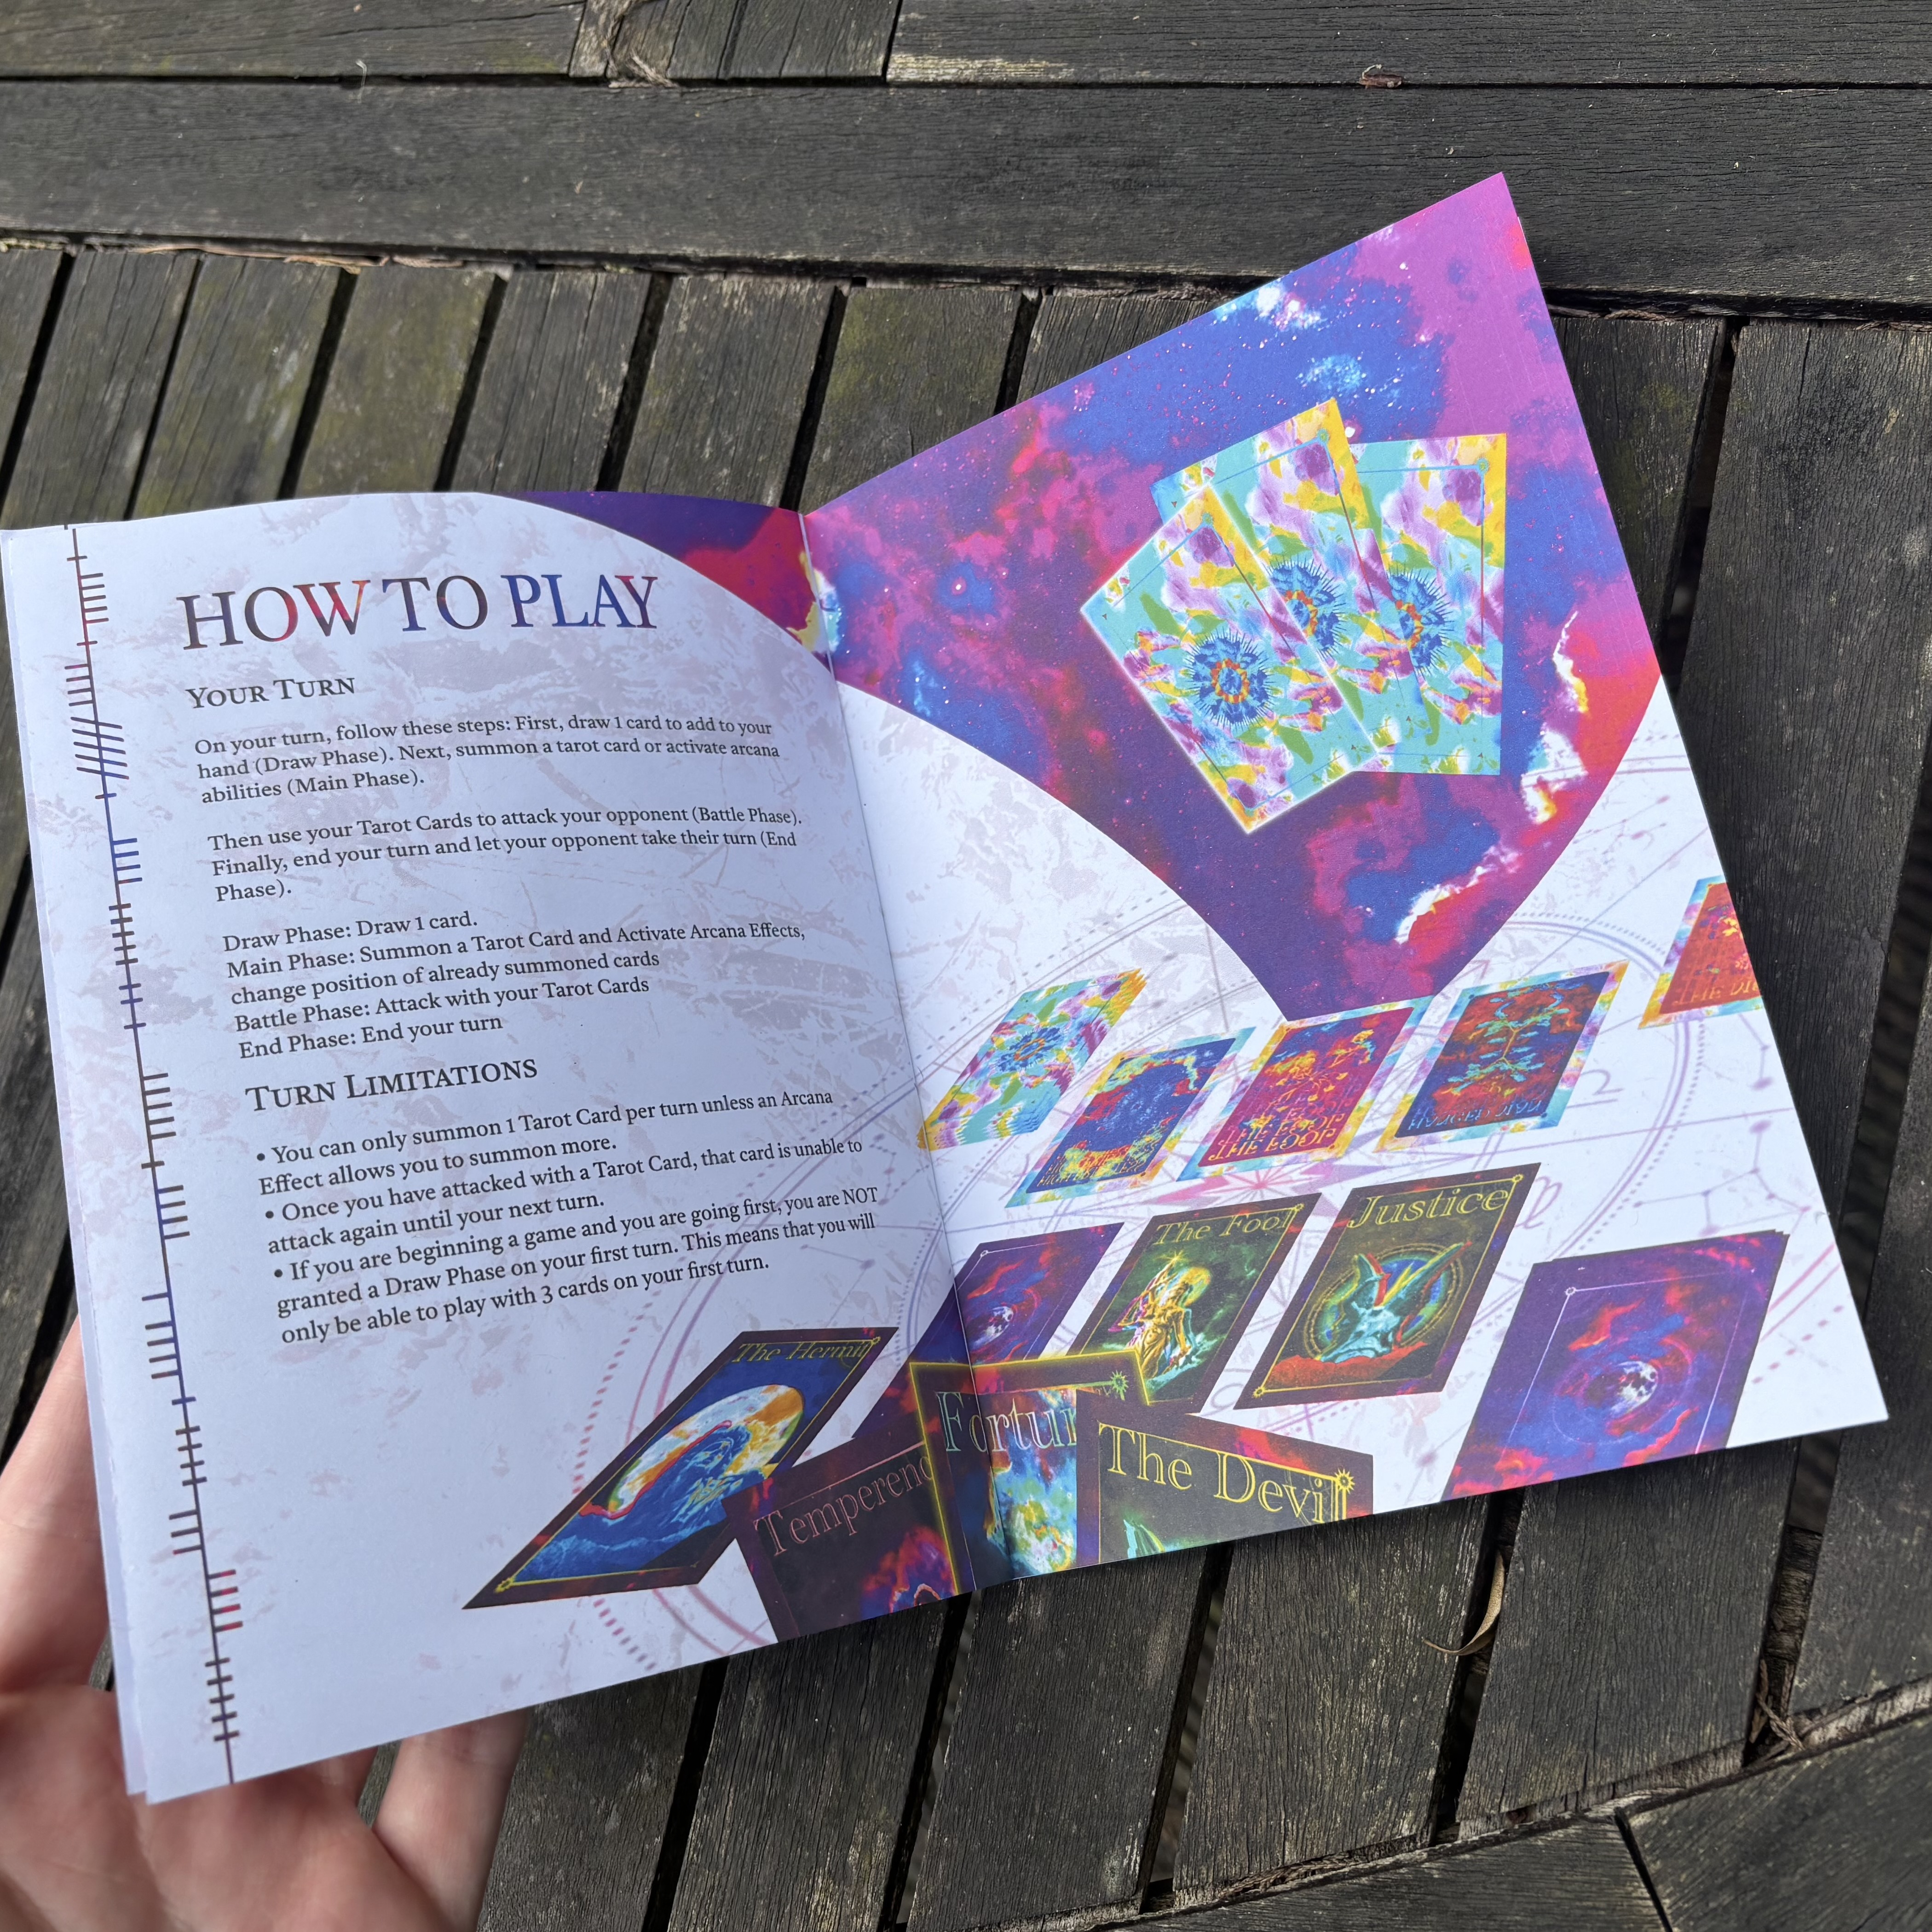 HOW TO PLAY
YOUR TURN
On your turn, follow these steps: First, draw 1 card to add to your
hand (Draw Phase). Next, summon a tarot card or activate arcana
abilities (Main Phase).
Then use your Tarot Cards to attack your opponent (Battle Phase).
Finally, end your turn and let your opponent take their turn (End
Phase).
Draw Phase: Draw 1 card.
Main Phase: Summon a Tarot Card and Activate Arcana Effects,
change position of already summoned cards
Battle Phase: Attack with your Tarot Cards
End Phase: End your turn
TURN LIMITATIONS
• You can only summon 1 Tarot Card per turn unless an Arcana
Effect allows you to summon more.
• Once you have attacked with a Tarot Card, that card is unable to
attack again until your next turn.
• If you are beginning a game and you are going first, you are NOT
granted a Draw Phase on your first turn. This means that you will
only be able to play with 3 cards on your first turn.
THE FOOL
THE FOOL
The Fool
Justice
The Hermit
Temperenc
Fortun
The Devil